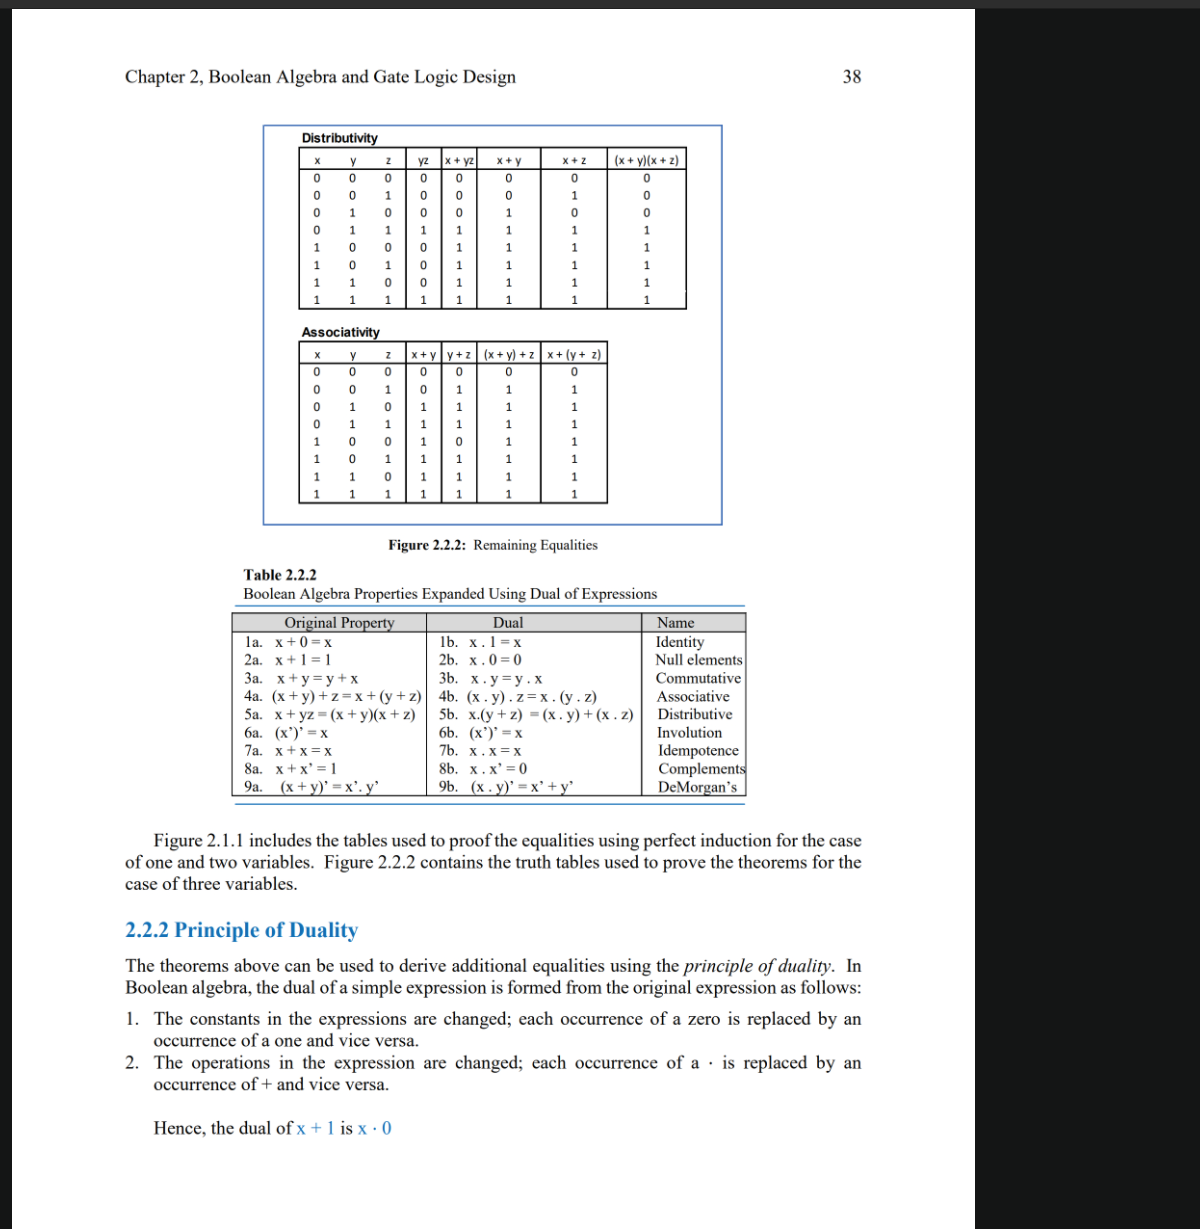 Chapter 2, Boolean Algebra and Gate Logic Design 38
Distributivity
x y z yz x + yz x + y x + z (x + y)(x + z)
0 0 0 0 0 0 0 0
0 0 1 0 0 0 1 0
0 1 0 0 0 1 0 0
0 1 1 1 1 1 1 1
1 0 0 0 1 1 1 1
1 0 1 0 1 1 1 1
1 1 0 0 1 1 1 1
1 1 1 1 1 1 1 1
Associativity
x y z x + y y + z (x + y) + z x + (y + z)
0 0 0 0 0 0 0
0 0 1 0 1 1 1
0 1 0 1 1 1 1
0 1 1 1 1 1 1
1 0 0 1 0 1 1
1 0 1 1 1 1 1
1 1 0 1 1 1 1
1 1 1 1 1 1 1
Figure 2.2.2: Remaining Equalities
Table 2.2.2
Boolean Algebra Properties Expanded Using Dual of Expressions
Original Property Dual Name
1a. x + 0 = x 1b. x . 1 = x Identity
2a. x + 1 = 1 2b. x . 0 = 0 Null elements
3a. x + y = y + x 3b. x . y = y . x Commutative
4a. (x + y) + z = x + (y + z) 4b. (x . y) . z = x . (y . z) Associative
5a. x + yz = (x + y)(x + z) 5b. x.(y + z) = (x . y) + (x . z) Distributive
6a. (x’)’ = x 6b. (x’)’ = x Involution
7a. x + x = x 7b. x . x = x Idempotence
8a. x + x’ = 1 8b. x . x’ = 0 Complements
9a. (x + y)’ = x’. y’ 9b. (x . y)’ = x’ + y’ DeMorgan’s
Figure 2.1.1 includes the tables used to proof the equalities using perfect induction for the case
of one and two variables. Figure 2.2.2 contains the truth tables used to prove the theorems for the
case of three variables.
2.2.2 Principle of Duality
The theorems above can be used to derive additional equalities using the principle of duality. In
Boolean algebra, the dual of a simple expression is formed from the original expression as follows:
1. The constants in the expressions are changed; each occurrence of a zero is replaced by an
occurrence of a one and vice versa.
2. The operations in the expression are changed; each occurrence of a · is replaced by an
occurrence of + and vice versa.
Hence, the dual of x + 1 is x · 0